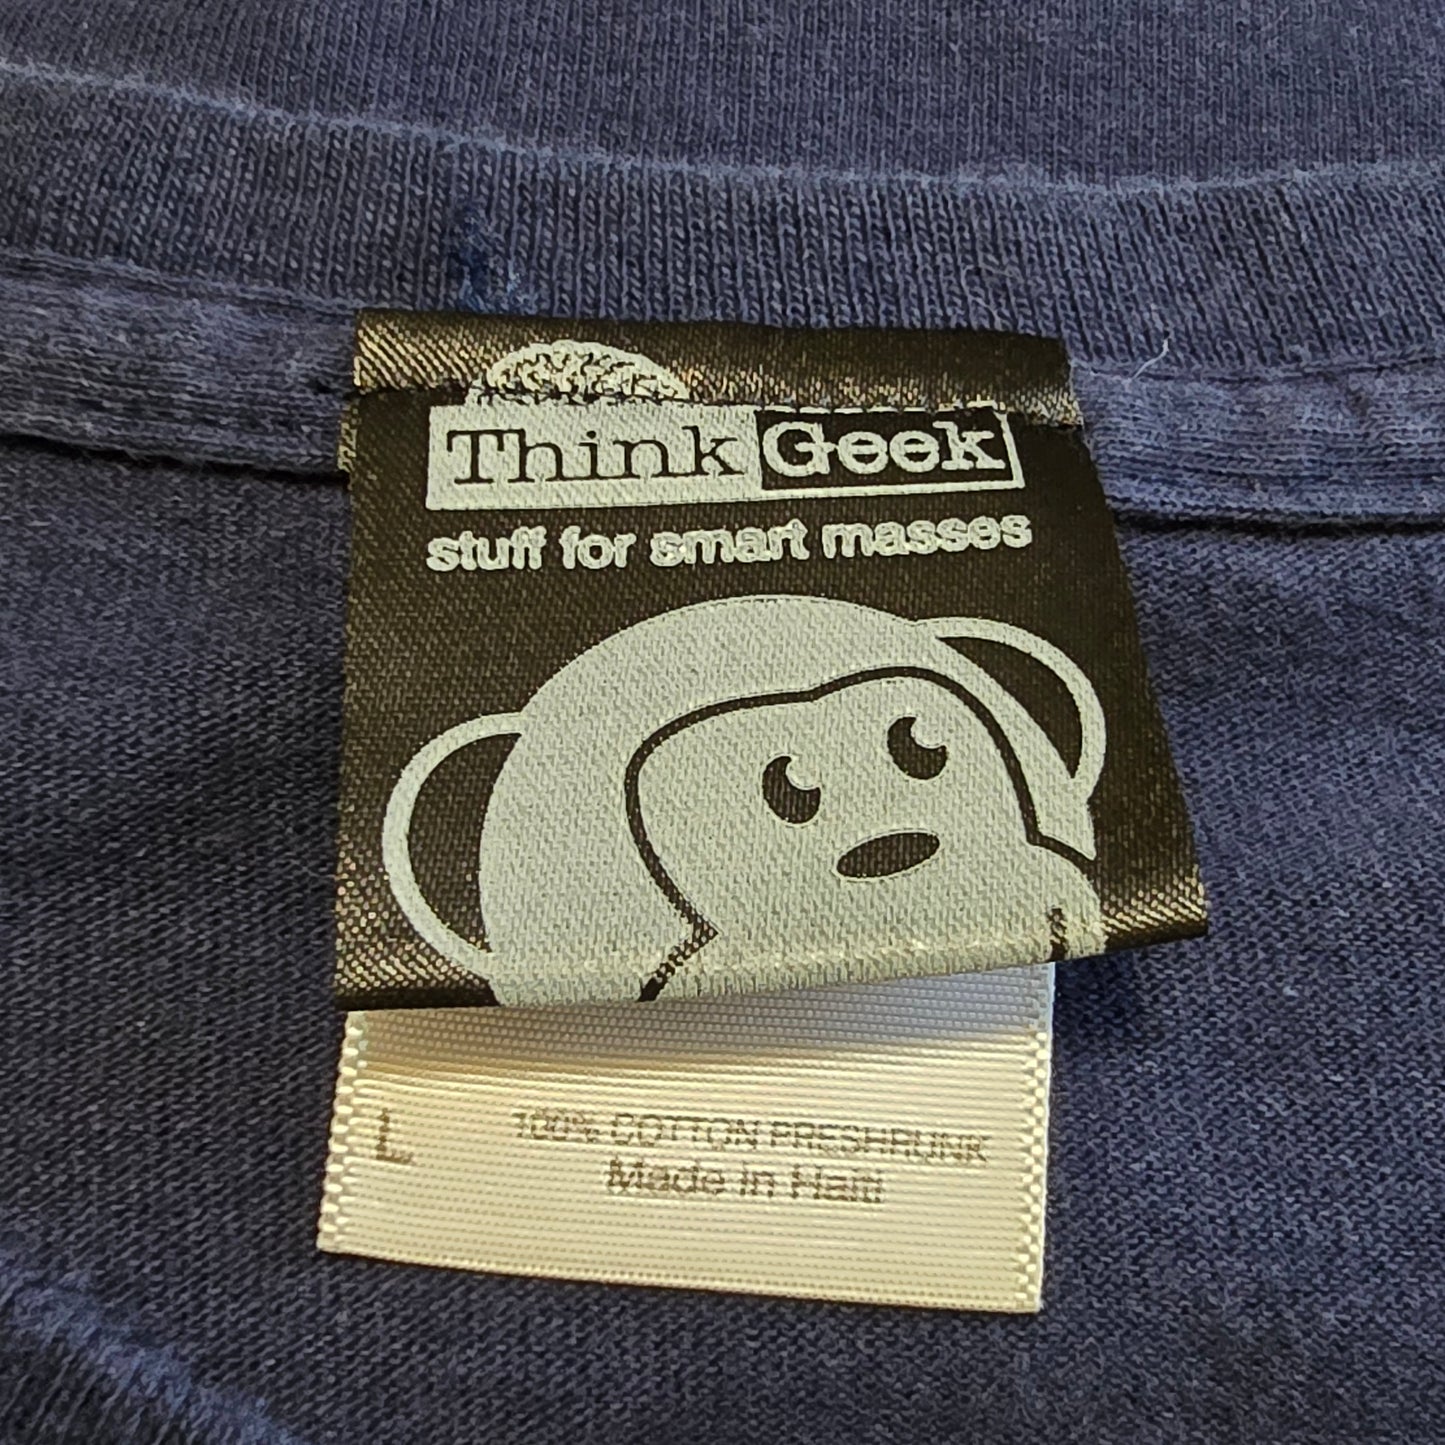 ThinkGeek
stuff for smart masses
L
100% COTTON PRESHRUNK
Made in Haiti